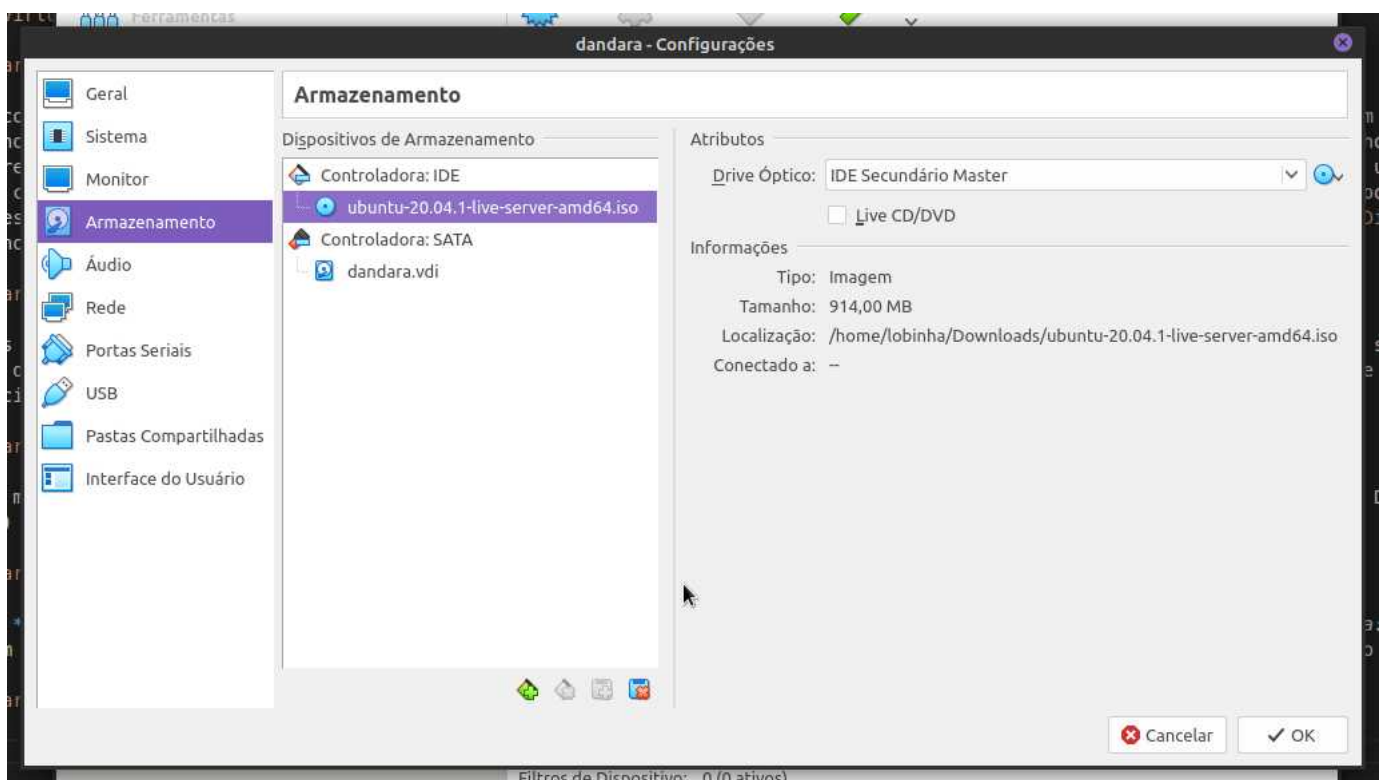 Ferramentas
dandara - Configurações
Geral
Sistema
Monitor
Armazenamento
Áudio
Rede
Portas Seriais
USB
Pastas Compartilhadas
Interface do Usuário
Armazenamento
Dispositivos de Armazenamento
Controladora: IDE
ubuntu-20.04.1-live-server-amd64.iso
Controladora: SATA
dandara.vdi
Atributos
Drive Óptico: IDE Secundário Master
Live CD/DVD
Informações
Tipo: Imagem
Tamanho: 914,00 MB
Localização: /home/lobinha/Downloads/ubuntu-20.04.1-live-server-amd64.iso
Conectado a: --
Cancelar
OK
Filtros de Dispositivo: 0 (0 ativos)